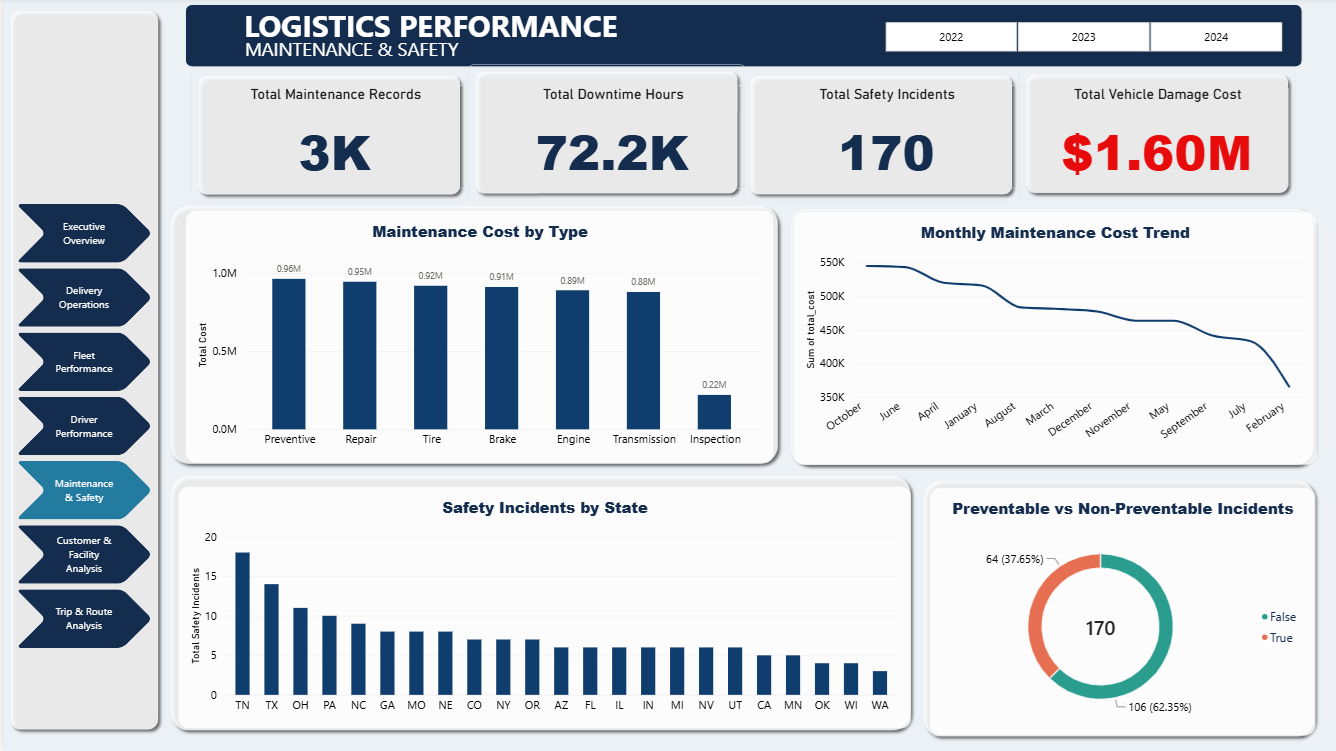 LOGISTICS PERFORMANCE
MAINTENANCE & SAFETY
2022
2023
2024
Executive
Overview
Delivery
Operations
Fleet
Performance
Driver
Performance
Maintenance
& Safety
Customer &
Facility
Analysis
Trip & Route
Analysis
Total Maintenance Records
3K
Total Downtime Hours
72.2K
Total Safety Incidents
170
Total Vehicle Damage Cost
$1.60M
Maintenance Cost by Type
Total Cost
1.0M
0.5M
0.0M
0.96M
0.95M
0.92M
0.91M
0.89M
0.88M
0.22M
Preventive
Repair
Tire
Brake
Engine
Transmission
Inspection
Monthly Maintenance Cost Trend
Sum of total_cost
550K
500K
450K
400K
350K
October
June
April
January
August
March
December
November
May
September
July
February
Safety Incidents by State
Total Safety Incidents
20
15
10
5
0
TN
TX
OH
PA
NC
GA
MO
NE
CO
NY
OR
AZ
FL
IL
IN
MI
NV
UT
CA
MN
OK
WI
WA
Preventable vs Non-Preventable Incidents
64 (37.65%)
170
106 (62.35%)
False
True